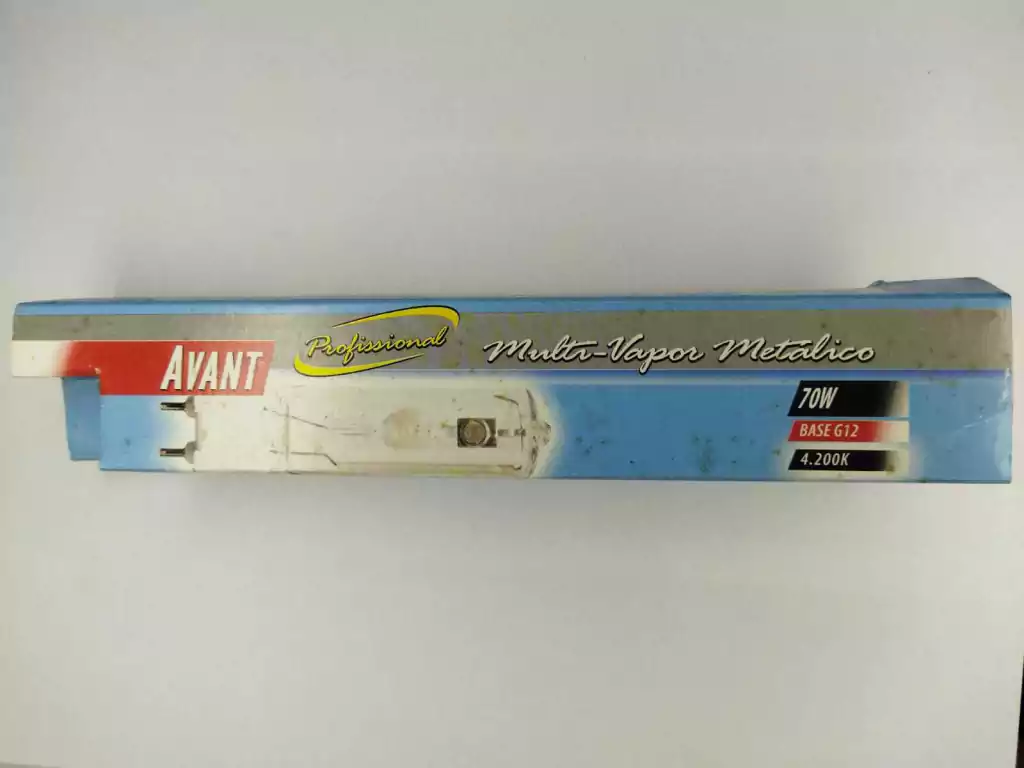 AVANT
Profissional
Multi-Vapor Metálico
70W
BASE G12
4.200K